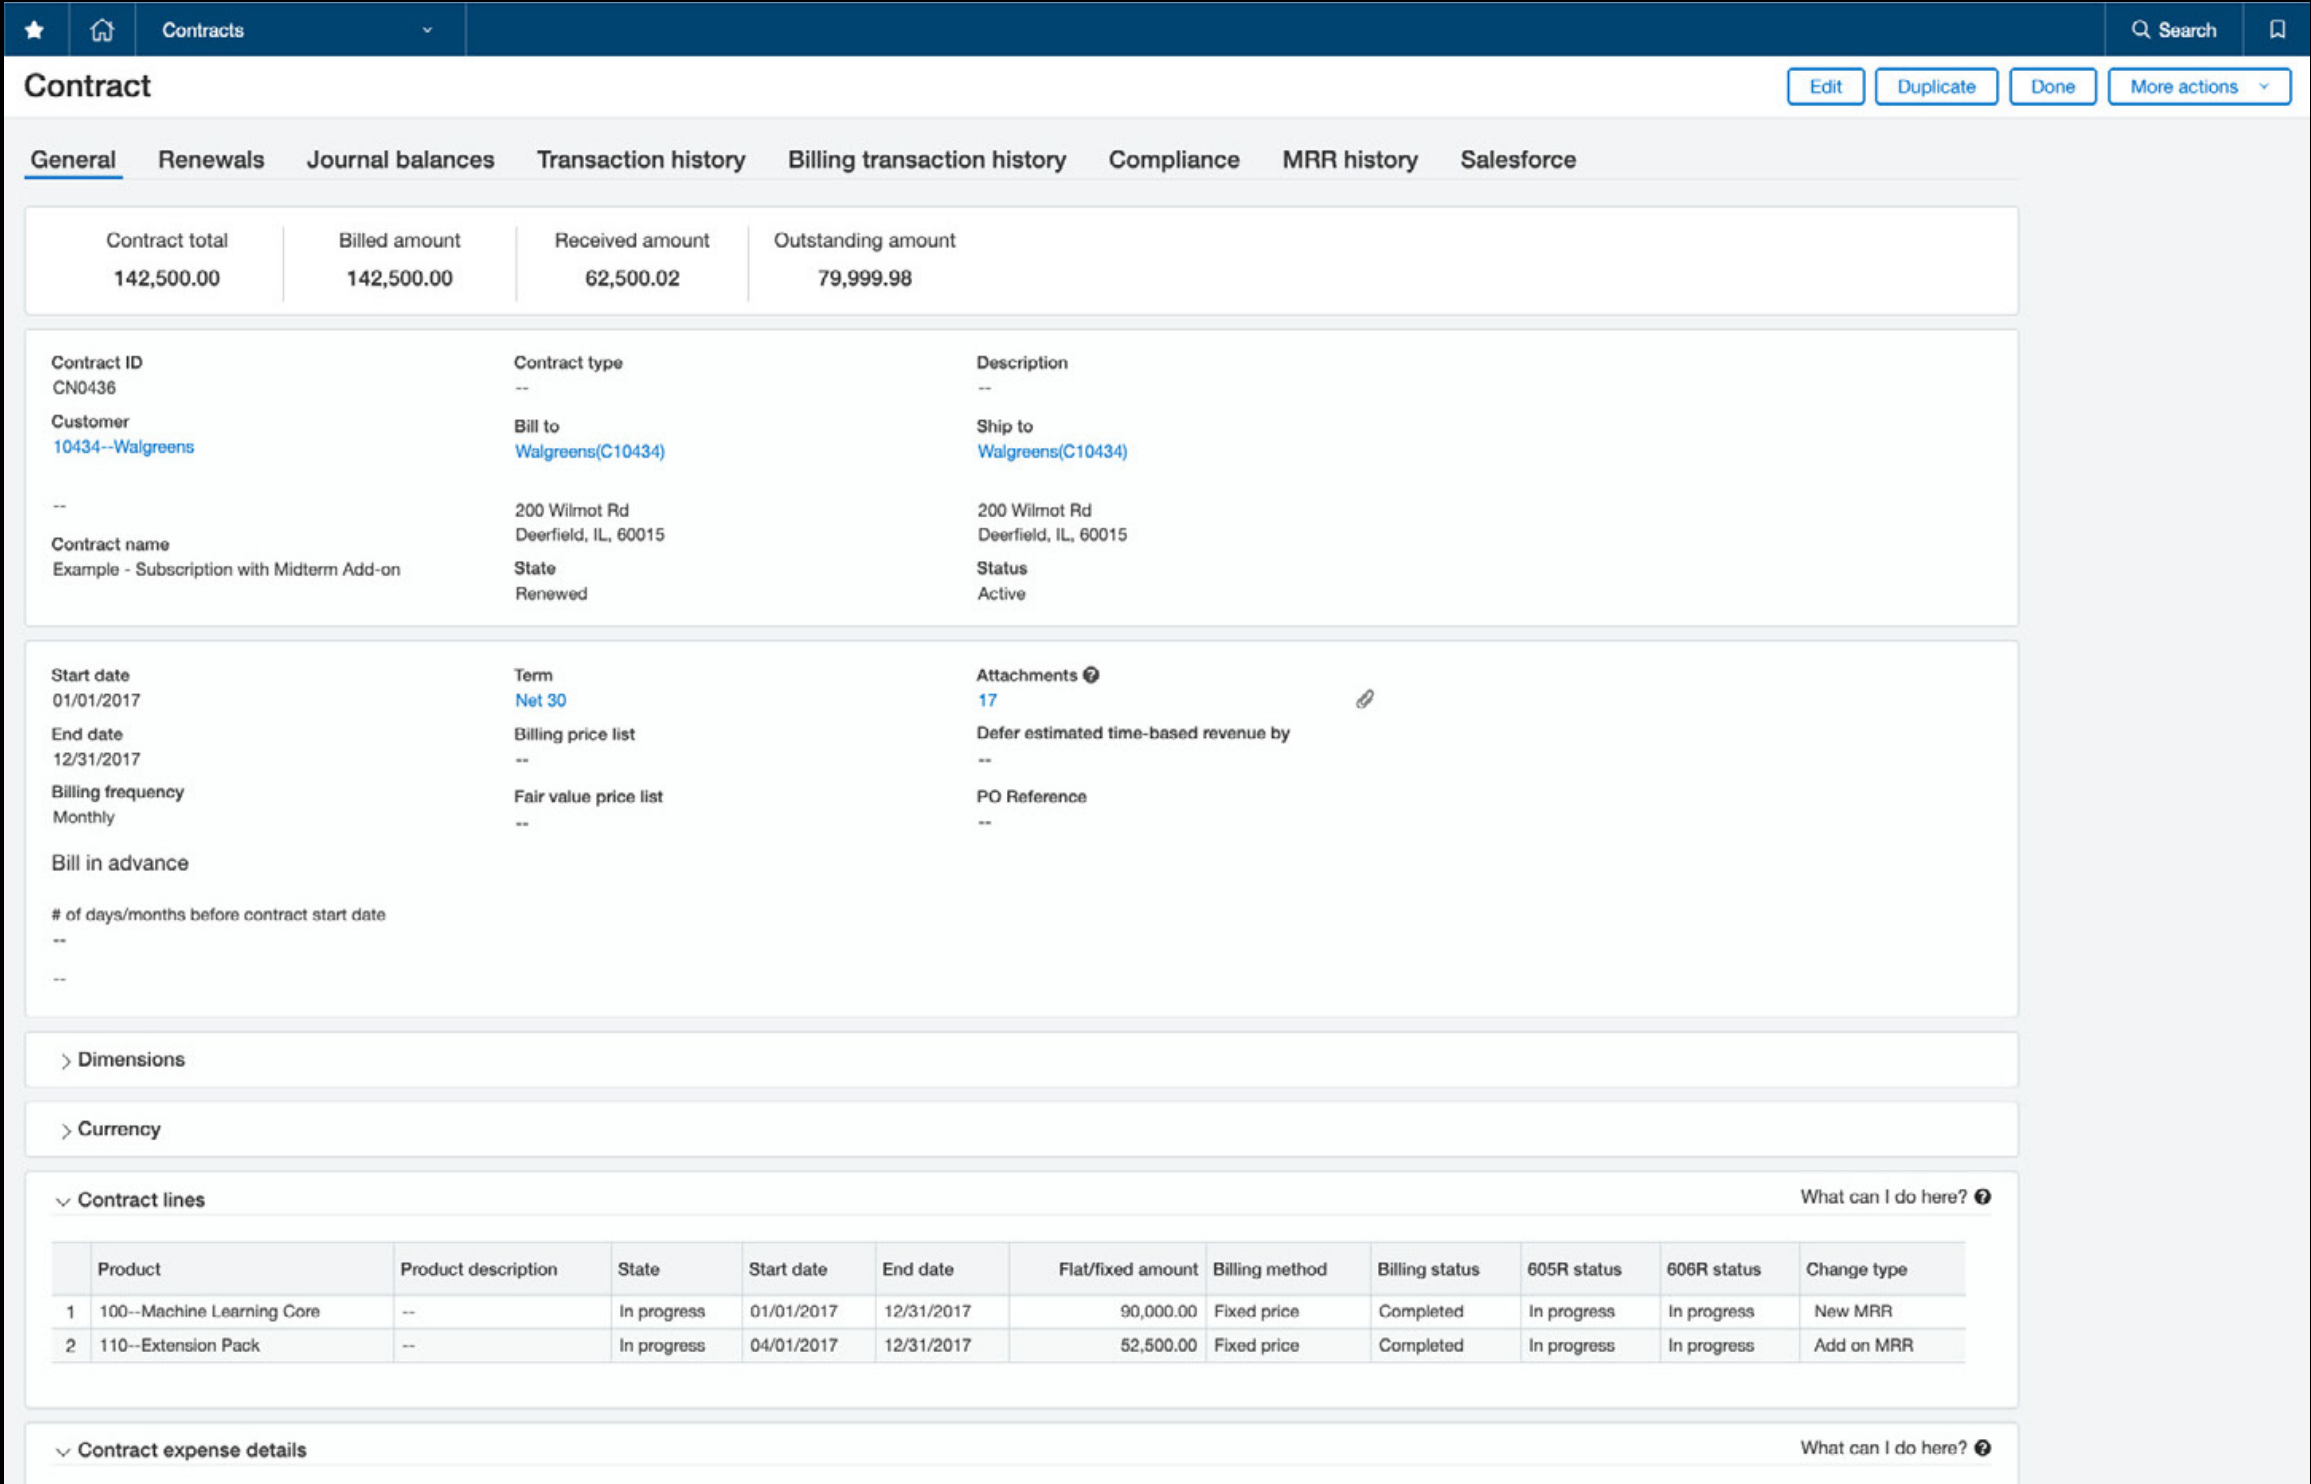 Contracts
Search
Contract
Edit
Duplicate
Done
More actions
General Renewals Journal balances Transaction history Billing transaction history Compliance MRR history Salesforce
Contract total Billed amount Received amount Outstanding amount
142,500.00 142,500.00 62,500.02 79,999.98
Contract ID Contract type Description
CN0436 -- --
Customer Bill to Ship to
10434--Walgreens Walgreens(C10434) Walgreens(C10434)
-- 200 Wilmot Rd 200 Wilmot Rd
Deerfield, IL, 60015 Deerfield, IL, 60015
Contract name State Status
Example - Subscription with Midterm Add-on Renewed Active
Start date Term Attachments ?
01/01/2017 Net 30 17
End date Billing price list Defer estimated time-based revenue by
12/31/2017 -- --
Billing frequency Fair value price list PO Reference
Monthly -- --
Bill in advance
# of days/months before contract start date
--
--
Dimensions
Currency
Contract lines What can I do here? ?
Product Product description State Start date End date Flat/fixed amount Billing method Billing status 605R status 606R status Change type
1 100--Machine Learning Core -- In progress 01/01/2017 12/31/2017 90,000.00 Fixed price Completed In progress In progress New MRR
2 110--Extension Pack -- In progress 04/01/2017 12/31/2017 52,500.00 Fixed price Completed In progress In progress Add on MRR
Contract expense details What can I do here? ?